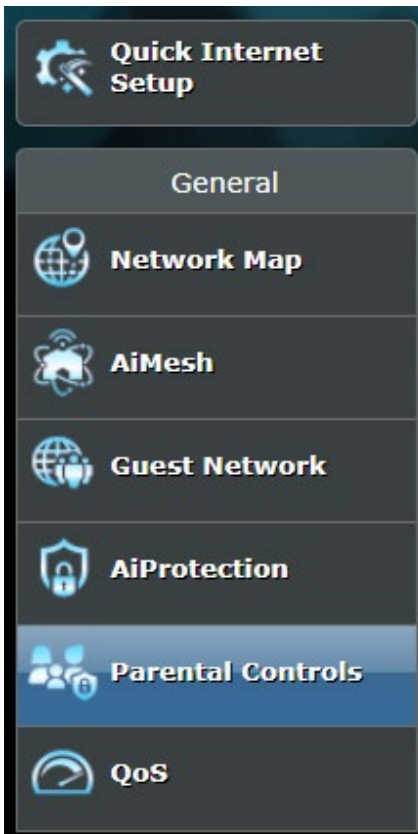 Quick Internet
Setup
General
Network Map
AiMesh
Guest Network
AiProtection
Parental Controls
QoS